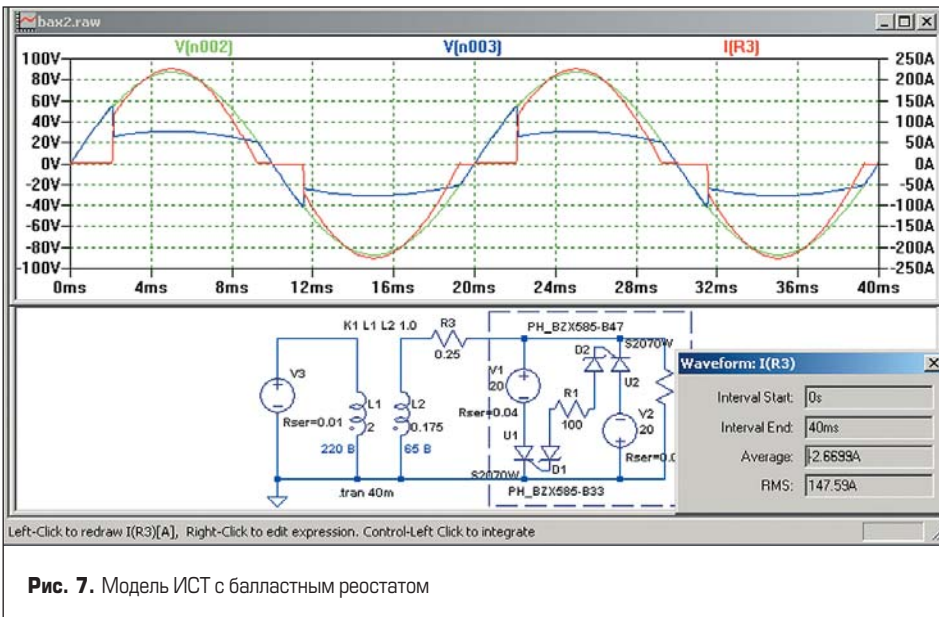 bax2.raw
V(n002) V(n003) I(R3)
100V 250A
80V 200A
60V 150A
40V 100A
20V 50A
0V 0A
-20V -50A
-40V -100A
-60V -150A
-80V -200A
-100V -250A
0ms 4ms 8ms 12ms 16ms 20ms 24ms 28ms 32ms 36ms 40ms
K1 L1 L2 1.0
R3
0.25
PH_BZX585-B47
S2070W
D2
V3
Rser=0.01
L1
2
220 В
L2
0.175
65 В
V1
20
Rser=0.04
R1
100
U2
V2
20
U1
S2070W
D1
PH_BZX585-B33
.tran 40m
Waveform: I(R3)
Interval Start: 0s
Interval End: 40ms
Average: -2.6699A
RMS: 147.59A
Left-Click to redraw I(R3)[A], Right-Click to edit expression. Control-Left Click to integrate
Рис. 7. Модель ИСТ с балластным реостатом